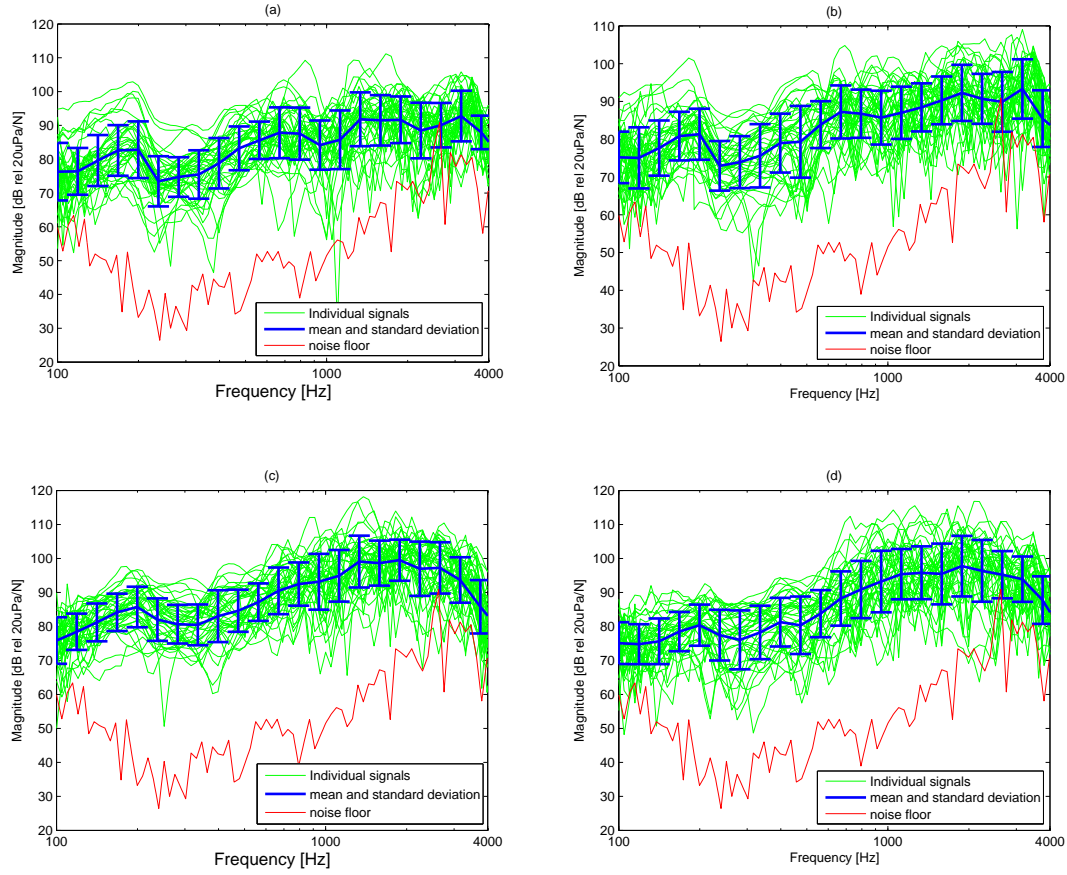 (a)
Magnitude [dB rel 20uPa/N]
120
110
100
90
80
70
60
50
40
30
20
100
1000
4000
Frequency [Hz]
Individual signals
mean and standard deviation
noise floor
(b)
Magnitude [dB rel 20uPa/N]
110
100
90
80
70
60
50
40
30
20
100
1000
4000
Frequency [Hz]
Individual signals
mean and standard deviation
noise floor
(c)
Magnitude [dB rel 20uPa/N]
120
110
100
90
80
70
60
50
40
30
20
100
1000
4000
Frequency [Hz]
Individual signals
mean and standard deviation
noise floor
(d)
Magnitude [dB rel 20uPa/N]
120
110
100
90
80
70
60
50
40
30
20
100
1000
4000
Frequency [Hz]
Individual signals
mean and standard deviation
noise floor